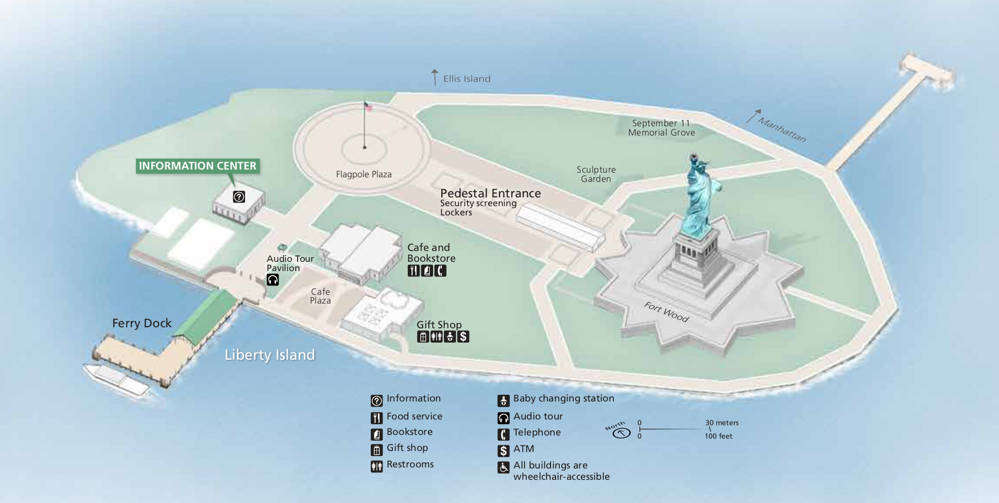 Ellis Island
Manhattan
September 11
Memorial Grove
INFORMATION CENTER
Flagpole Plaza
Sculpture
Garden
Pedestal Entrance
Security screening
Lockers
Cafe and
Bookstore
Audio Tour
Pavilion
Cafe
Plaza
Fort Wood
Ferry Dock
Gift Shop
$
Liberty Island
? Information
Food service
Bookstore
Gift shop
Restrooms
Baby changing station
Audio tour
Telephone
$ ATM
All buildings are
wheelchair-accessible
North
0 30 meters
0 100 feet